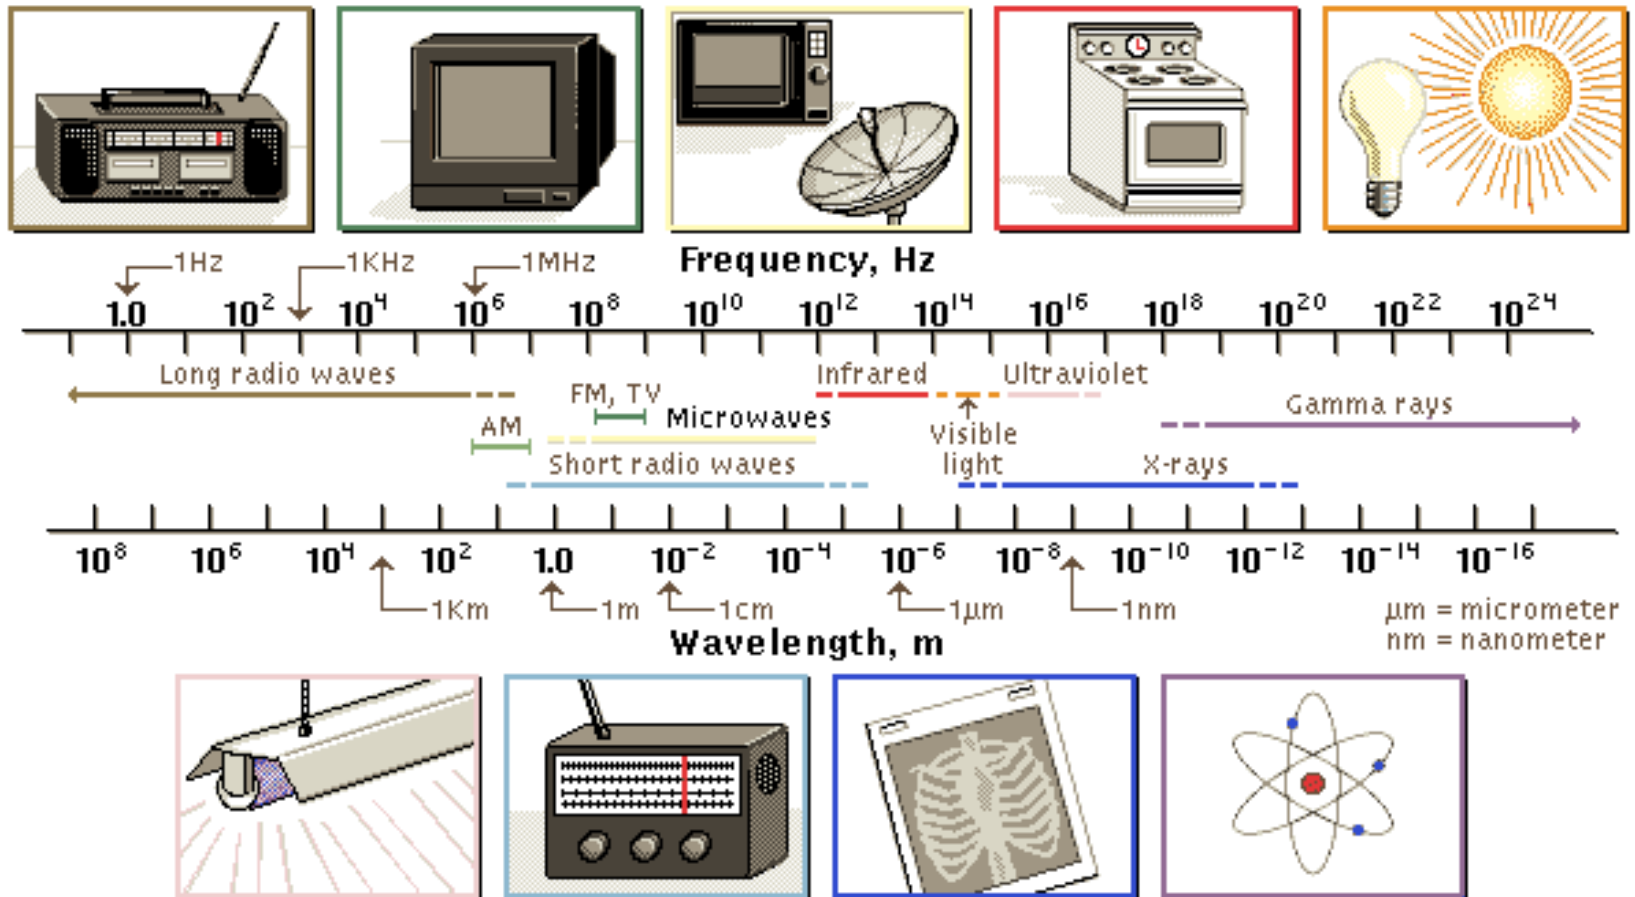 1Hz 1KHz 1MHz Frequency, Hz
1.0 10² 10⁴ 10⁶ 10⁸ 10¹⁰ 10¹² 10¹⁴ 10¹⁶ 10¹⁸ 10²⁰ 10²² 10²⁴
Long radio waves
FM, TV
AM
Microwaves
Short radio waves
Infrared
Visible
light
Ultraviolet
X-rays
Gamma rays
10⁸ 10⁶ 10⁴ 10² 1.0 10⁻² 10⁻⁴ 10⁻⁶ 10⁻⁸ 10⁻¹⁰ 10⁻¹² 10⁻¹⁴ 10⁻¹⁶
1Km 1m 1cm 1µm 1nm
Wavelength, m
µm = micrometer
nm = nanometer